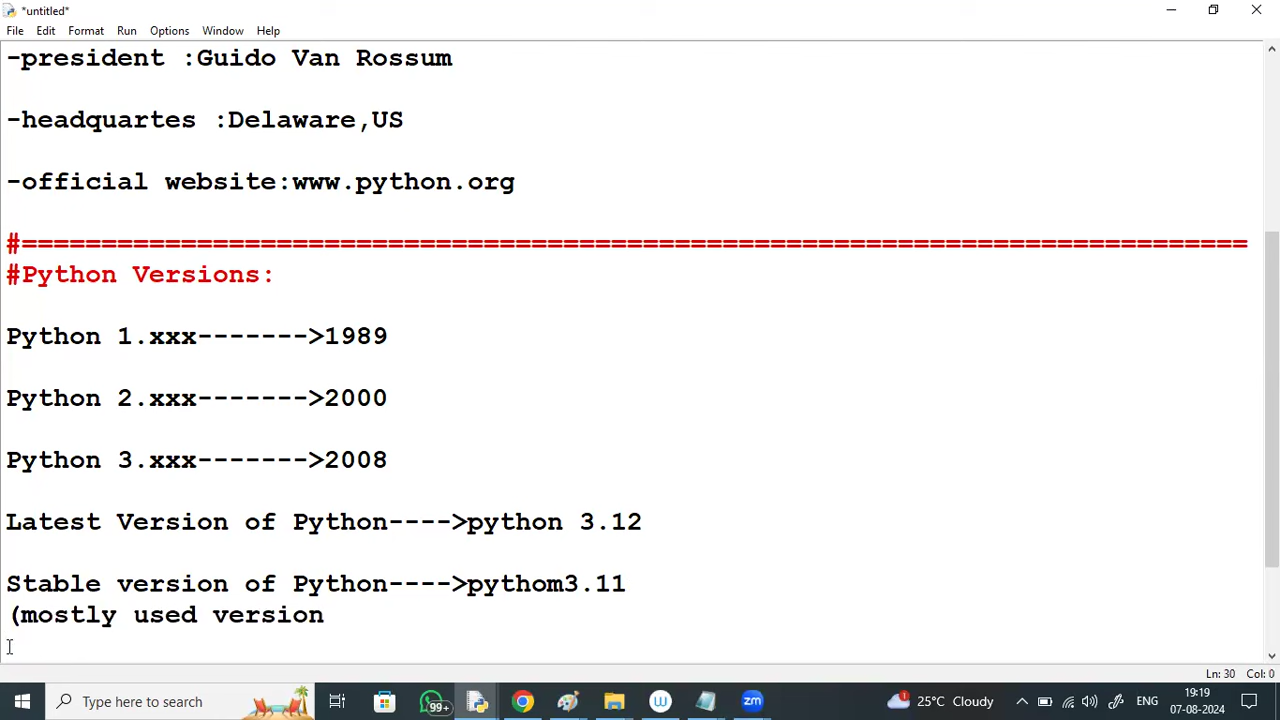 *untitled*
File Edit Format Run Options Window Help
-president :Guido Van Rossum
-headquartes :Delaware,US
-official website:www.python.org
#==============================================================================
#Python Versions:
Python 1.xxx------->1989
Python 2.xxx------->2000
Python 3.xxx------->2008
Latest Version of Python---->python 3.12
Stable version of Python---->pythom3.11
(mostly used version
Ln: 30 Col: 0
Type here to search
99+
W
zm
1
25°C Cloudy
ENG
19:19
07-08-2024